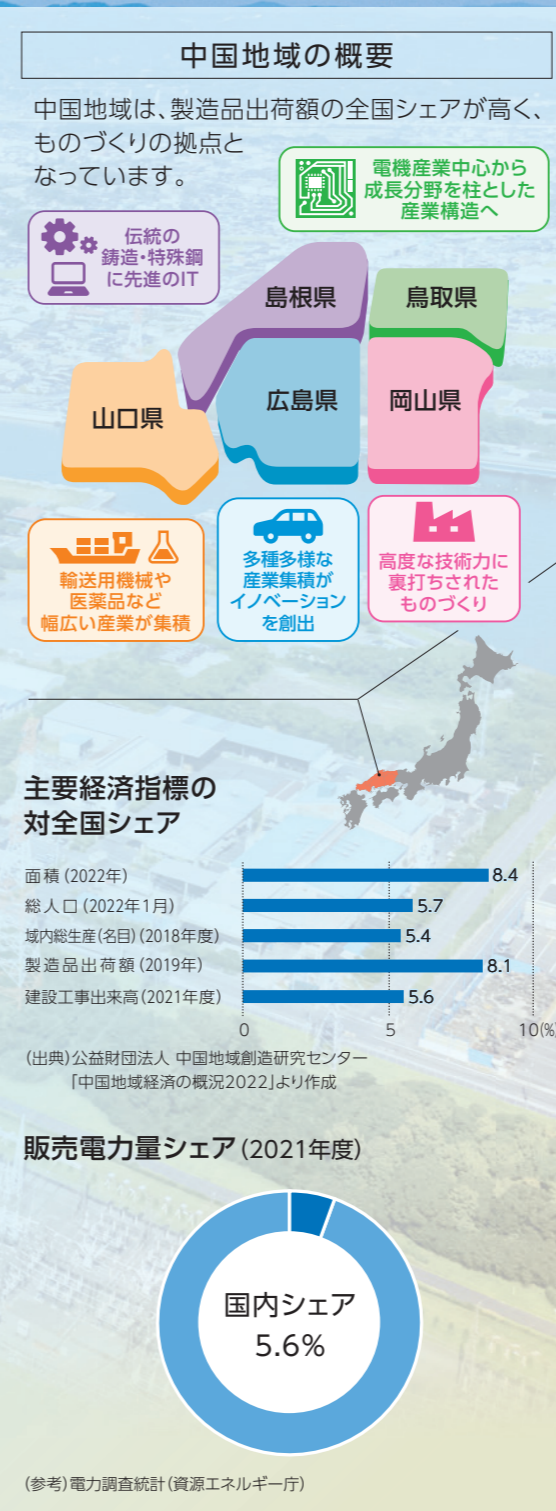 中国地域の概要
中国地域は、製造品出荷額の全国シェアが高く、
ものづくりの拠点と
なっています。
電機産業中心から
成長分野を柱とした
産業構造へ
伝統の
鋳造・特殊鋼
に先進のIT
島根県
鳥取県
山口県
広島県
岡山県
輸送用機械や
医薬品など
幅広い産業が集積
多種多様な
産業集積が
イノベーション
を創出
高度な技術力に
裏打ちされた
ものづくり
主要経済指標の
対全国シェア
面積(2022年) 8.4
総人口(2022年1月) 5.7
域内総生産(名目)(2018年度) 5.4
製造品出荷額(2019年) 8.1
建設工事出来高(2021年度) 5.6
0 5 10(%)
(出典)公益財団法人 中国地域創造研究センター
「中国地域経済の概況2022」より作成
販売電力量シェア(2021年度)
国内シェア
5.6%
(参考)電力調査統計(資源エネルギー庁)